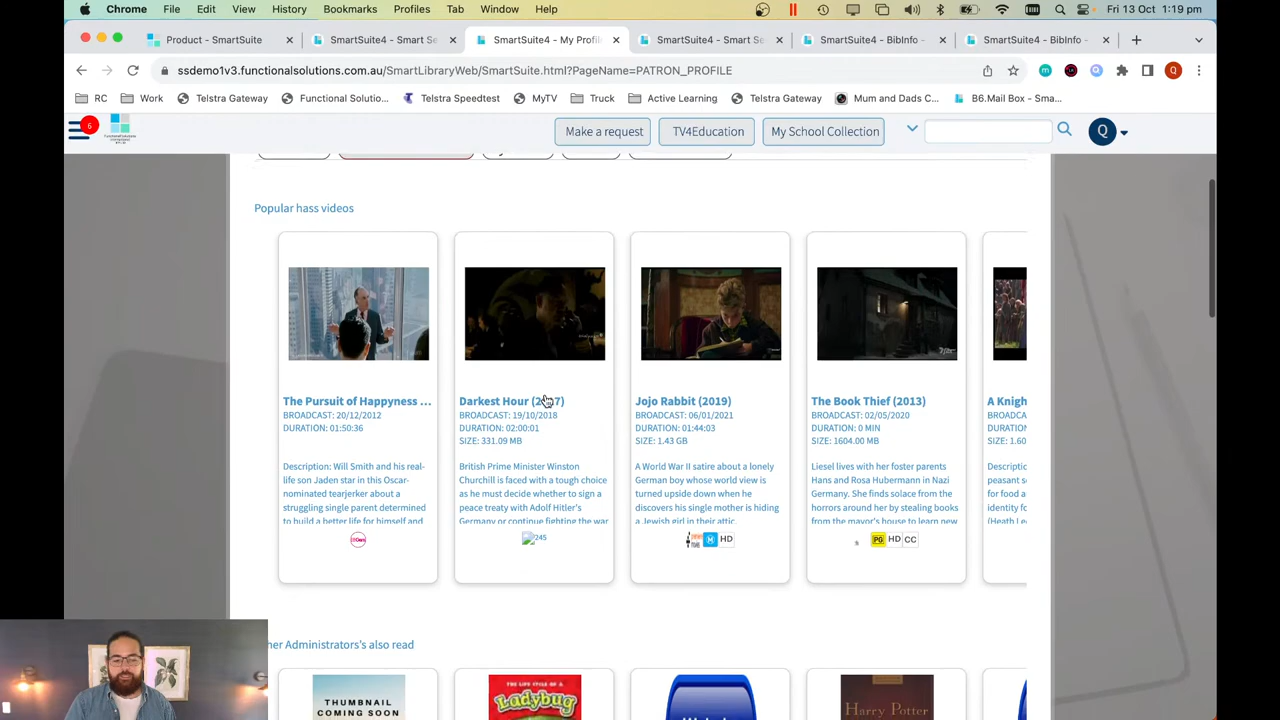 Chrome File Edit View History Bookmarks Profiles Tab Window Help Fri 13 Oct 1:19 pm
Product - SmartSuite SmartSuite4 - Smart Se SmartSuite4 - My Profil SmartSuite4 - Smart Se SmartSuite4 - BibInfo - SmartSuite4 - BibInfo -
ssdemo1v3.functionalsolutions.com.au/SmartLibraryWeb/SmartSuite.html?PageName=PATRON_PROFILE Q
RC Work Telstra Gateway Functional Solutio... Telstra Speedtest MyTV Truck Active Learning Telstra Gateway Mum and Dads C... B6.Mail Box - Sma...
6 Make a request TV4Education My School Collection Q
Popular hass videos
The Pursuit of Happyness ... Darkest Hour (2017) Jojo Rabbit (2019) The Book Thief (2013) A Knigh
BROADCAST: 20/12/2012 BROADCAST: 19/10/2018 BROADCAST: 06/01/2021 BROADCAST: 02/05/2020 BROADCA
DURATION: 01:50:36 DURATION: 02:00:01 DURATION: 01:44:03 DURATION: 0 MIN DURATIO
SIZE: 331.09 MB SIZE: 1.43 GB SIZE: 1604.00 MB SIZE: 1.60
Description: Will Smith and his real- British Prime Minister Winston A World War II satire about a lonely Liesel lives with her foster parents Descriptic
life son Jaden star in this Oscar- Churchill is faced with a tough choice German boy whose world view is Hans and Rosa Hubermann in Nazi peasant s
nominated tearjerker about a as he must decide whether to sign a turned upside down when he Germany. She finds solace from the for food a
struggling single parent determined peace treaty with Adolf Hitler's discovers his single mother is hiding horrors around her by stealing books identity fo
to build a better life for himself and Germany or continue fighting the war a Jewish girl in their attic. from the mayor's house to learn new (Heath Lec
245 M HD PG HD CC
her Administrators's also read
THUMBNAIL
COMING SOON
THE LIFE STYLE OF A
Ladybug
Harry Potter